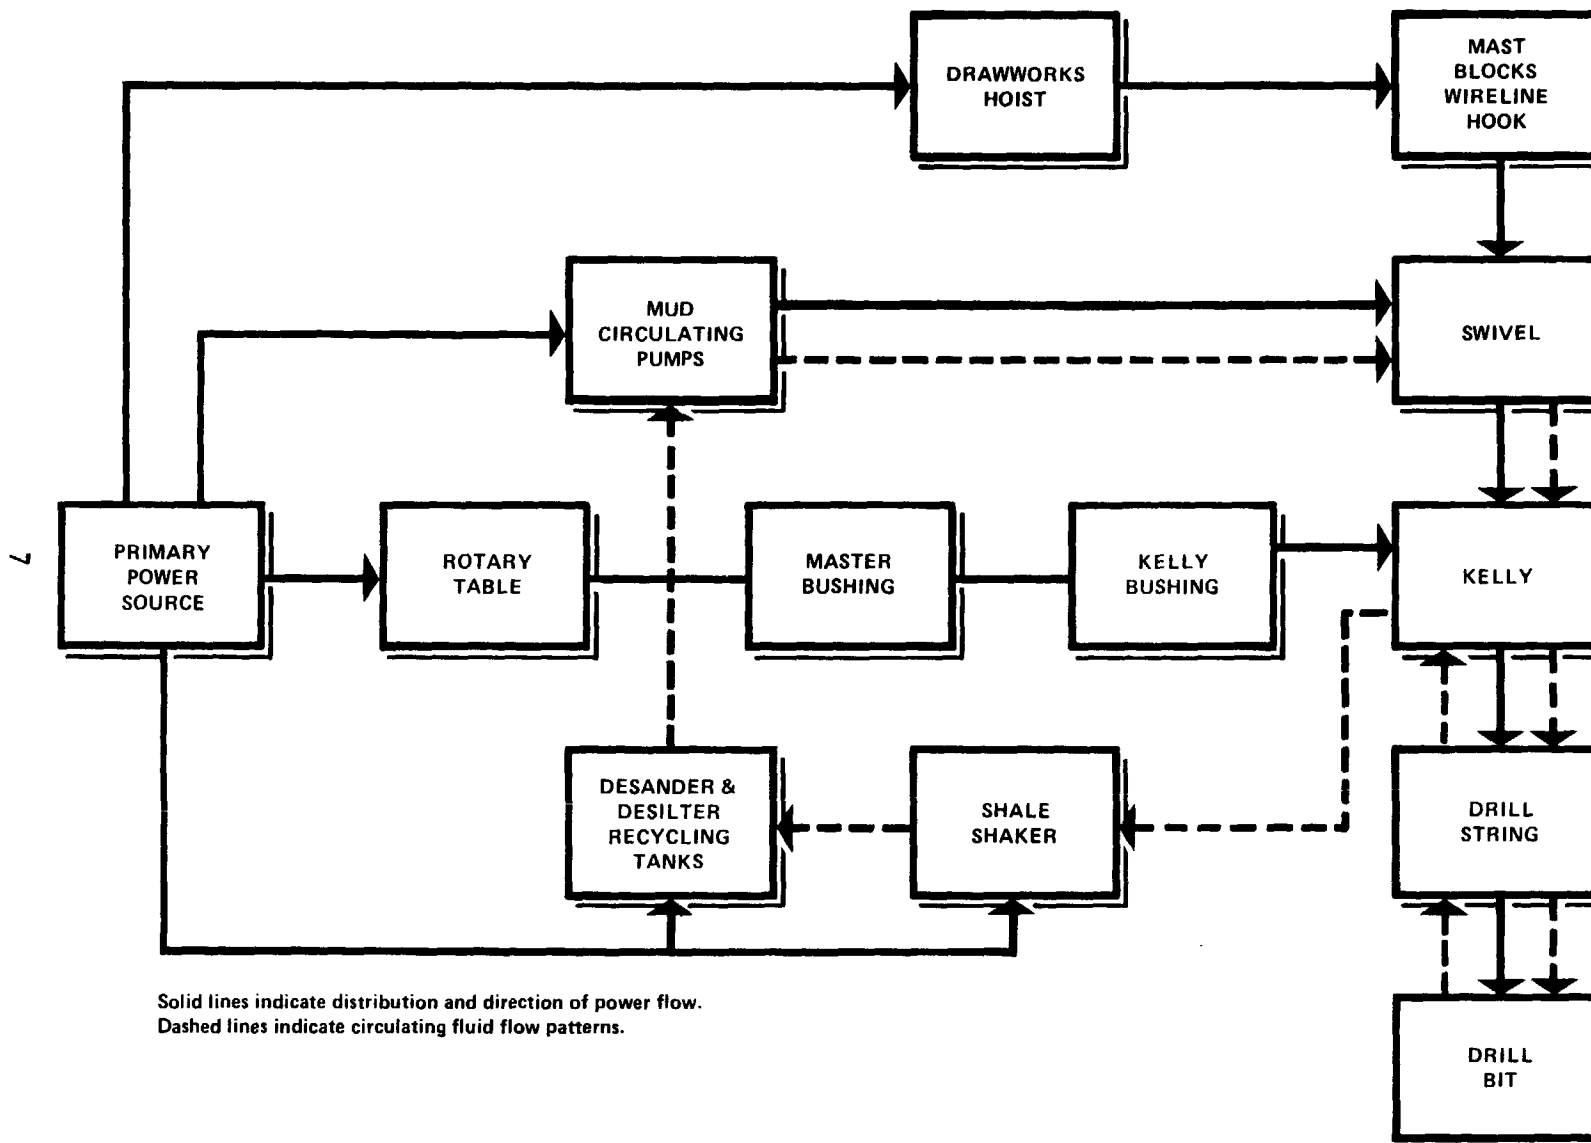 DRAWWORKS
HOIST
MAST
BLOCKS
WIRELINE
HOOK
MUD
CIRCULATING
PUMPS
SWIVEL
PRIMARY
POWER
SOURCE
ROTARY
TABLE
MASTER
BUSHING
KELLY
BUSHING
KELLY
7
DESANDER &
DESILTER
RECYCLING
TANKS
SHALE
SHAKER
DRILL
STRING
Solid lines indicate distribution and direction of power flow.
Dashed lines indicate circulating fluid flow patterns.
DRILL
BIT